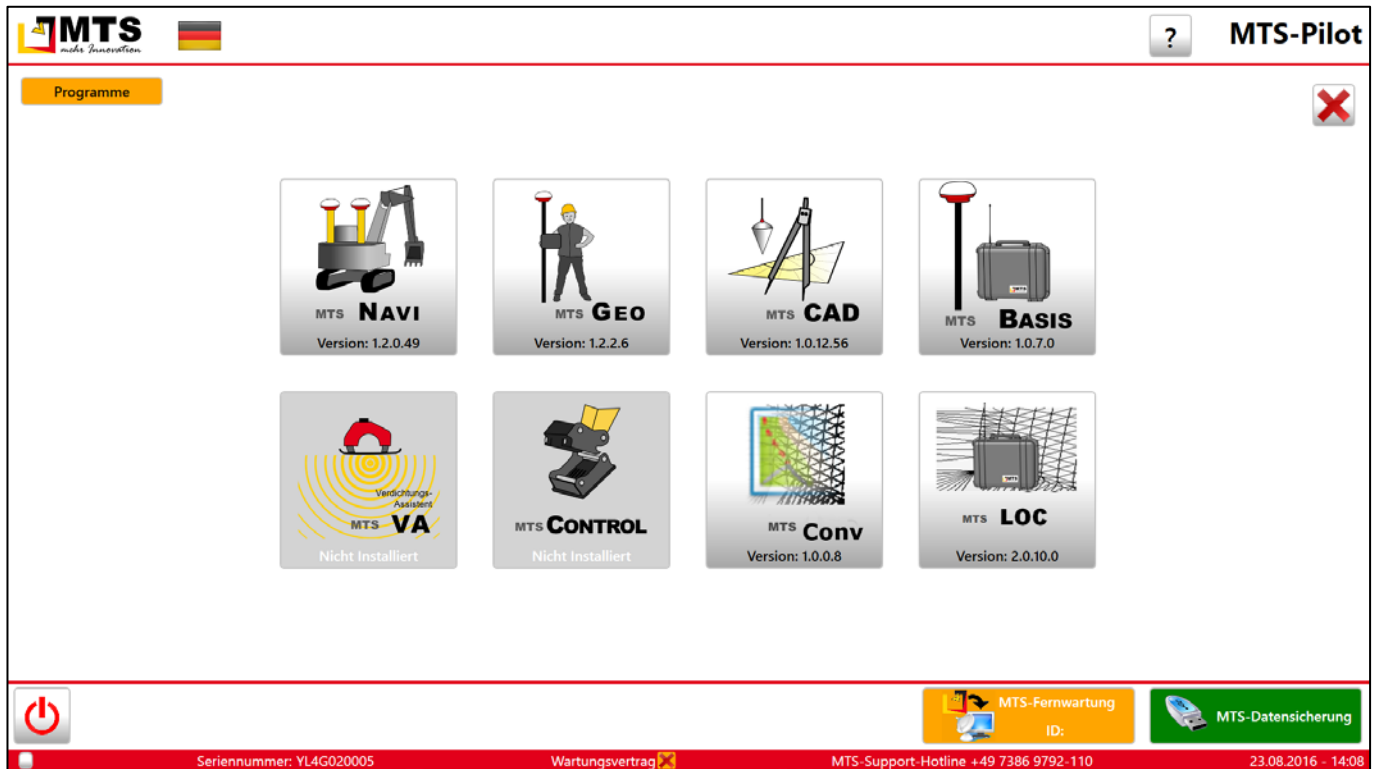 MTS
mehr Innovation
?
MTS-Pilot
Programme
MTS NAVI
Version: 1.2.0.49
MTS GEO
Version: 1.2.2.6
MTS CAD
Version: 1.0.12.56
MTS
MTS BASIS
Version: 1.0.7.0
Verdichtungs-
Assistent
MTS VA
Nicht Installiert
MTS CONTROL
Nicht Installiert
MTS Conv
Version: 1.0.0.8
MTS
MTS LOC
Version: 2.0.10.0
MTS-Fernwartung
ID:
MTS-Datensicherung
Seriennummer: YL4G020005
Wartungsvertrag
MTS-Support-Hotline +49 7386 9792-110
23.08.2016 - 14:08